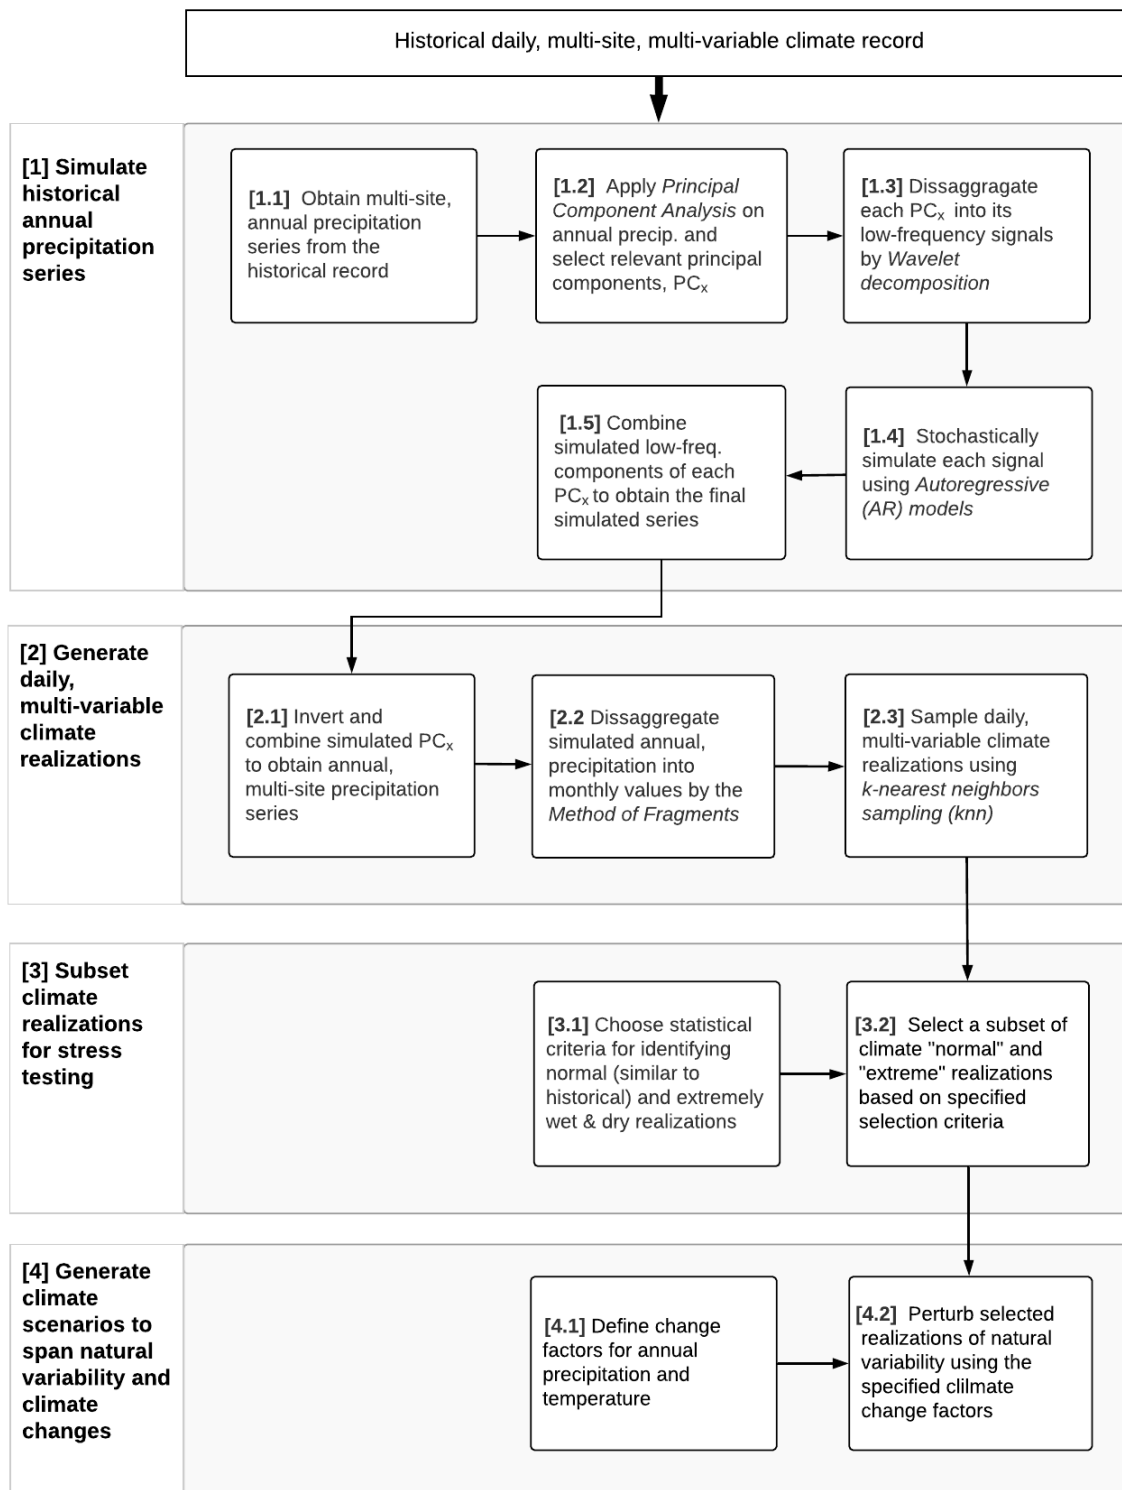 Historical daily, multi-site, multi-variable climate record
[1] Simulate
historical
annual
precipitation
series
[1.1] Obtain multi-site,
annual precipitation
series from the
historical record
[1.2] Apply Principal
Component Analysis on
annual precip. and
select relevant principal
components, PCx
[1.3] Dissaggragate
each PCx into its
low-frequency signals
by Wavelet
decomposition
[1.4] Stochastically
simulate each signal
using Autoregressive
(AR) models
[1.5] Combine
simulated low-freq.
components of each
PCx to obtain the final
simulated series
[2] Generate
daily,
multi-variable
climate
realizations
[2.1] Invert and
combine simulated PCx
to obtain annual,
multi-site precipitation
series
[2.2 Dissaggregate
simulated annual,
precipitation into
monthly values by the
Method of Fragments
[2.3] Sample daily,
multi-variable climate
realizations using
k-nearest neighbors
sampling (knn)
[3] Subset
climate
realizations
for stress
testing
[3.1] Choose statistical
criteria for identifying
normal (similar to
historical) and extremely
wet & dry realizations
[3.2] Select a subset of
climate "normal" and
"extreme" realizations
based on specified
selection criteria
[4] Generate
climate
scenarios to
span natural
variability and
climate
changes
[4.1] Define change
factors for annual
precipitation and
temperature
[4.2] Perturb selected
realizations of natural
variability using the
specified clilmate
change factors